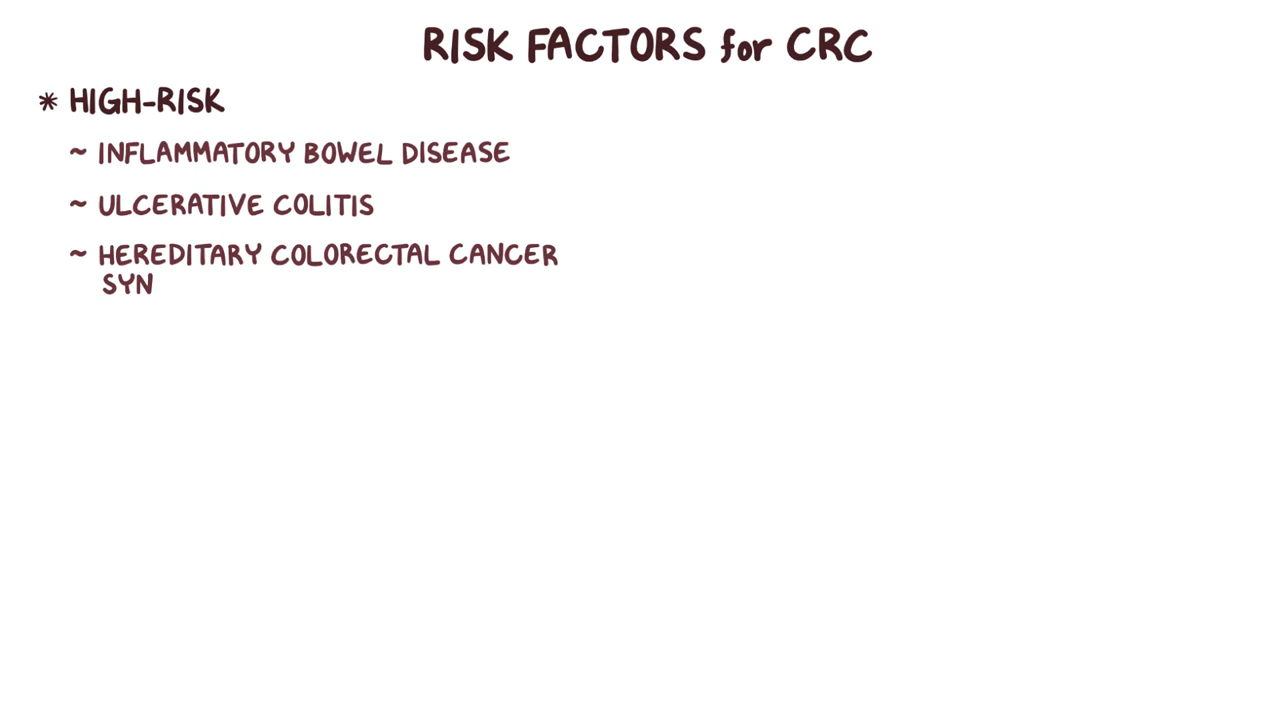 RISK FACTORS for CRC
* HIGH-RISK
~ INFLAMMATORY BOWEL DISEASE
~ ULCERATIVE COLITIS
~ HEREDITARY COLORECTAL CANCER
SYN